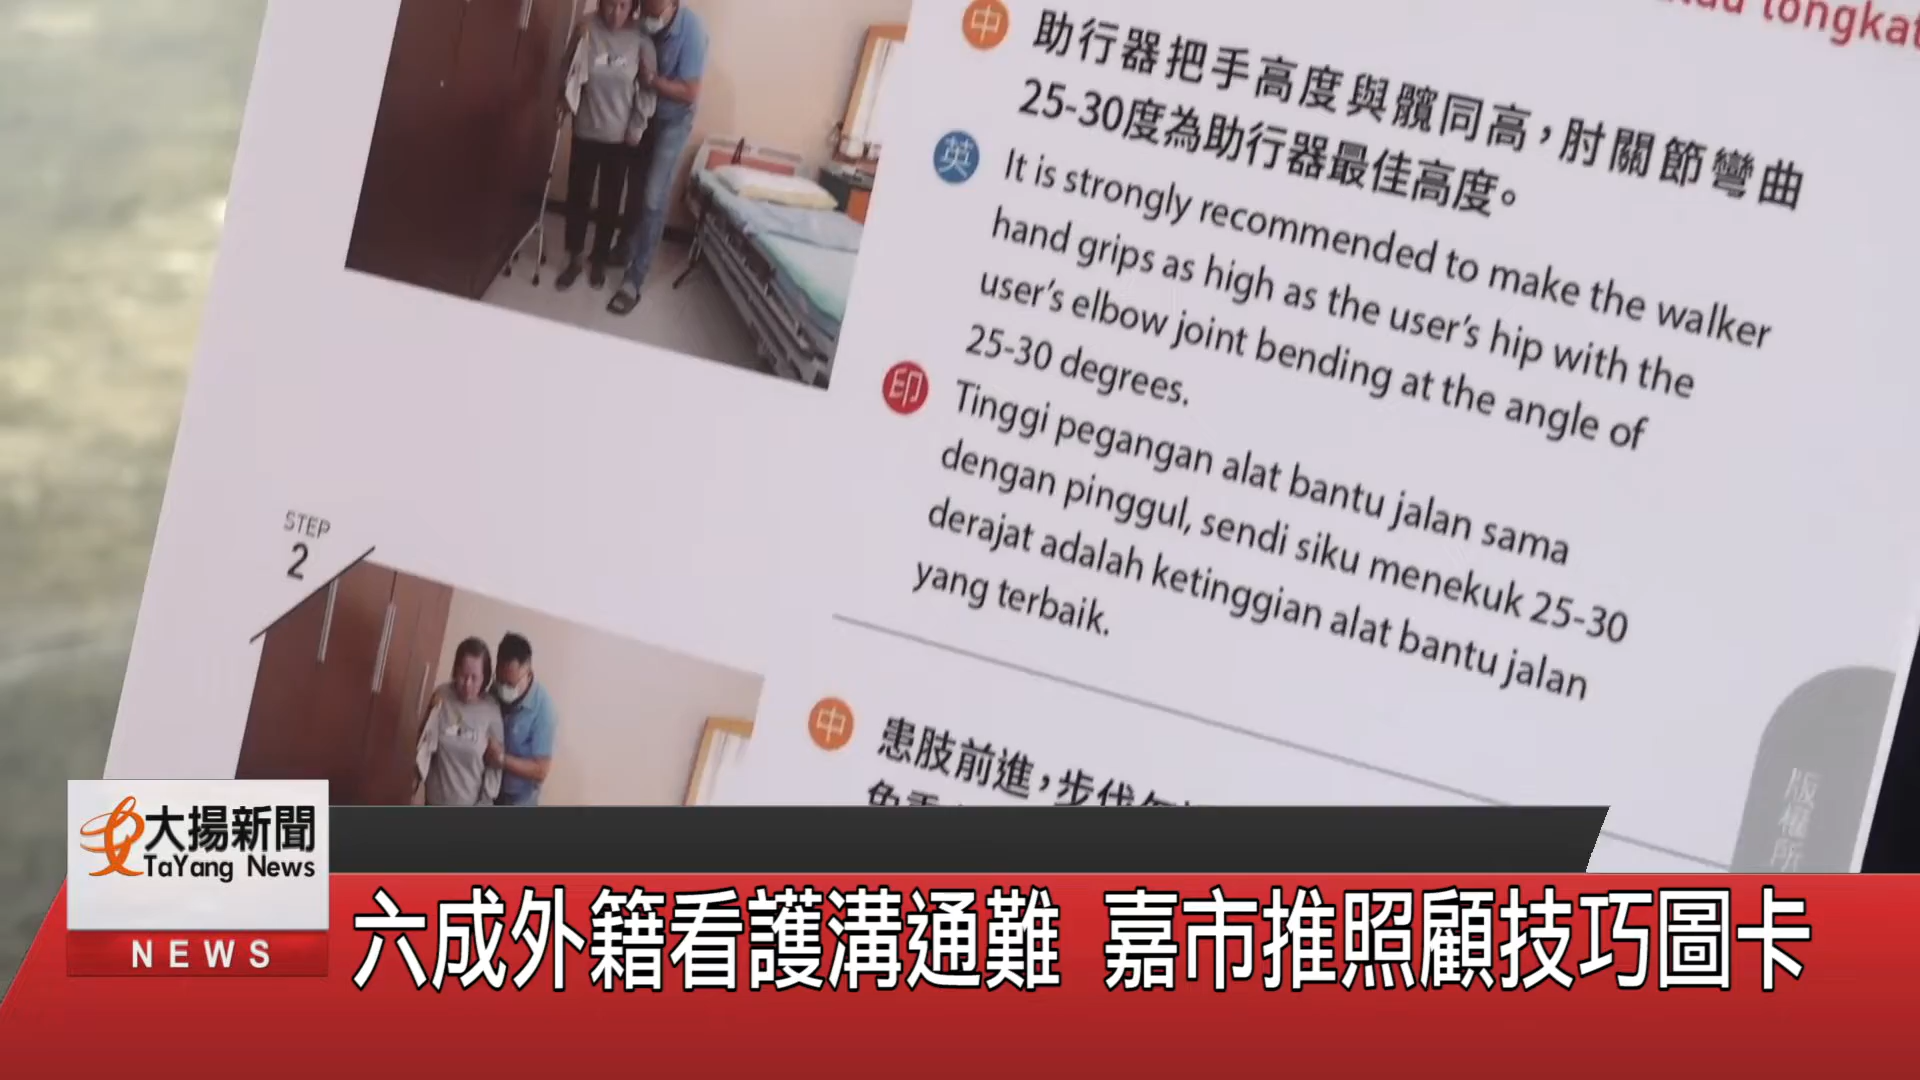 tongkat
中
助行器把手高度與髖同高，肘關節彎曲
25-30度為助行器最佳高度。
英
It is strongly recommended to make the walker
hand grips as high as the user's hip with the
user's elbow joint bending at the angle of
25-30 degrees.
印
Tinggi pegangan alat bantu jalan sama
dengan pinggul, sendi siku menekuk 25-30
derajat adalah ketinggian alat bantu jalan
yang terbaik.
STEP
2
中
患肢前進，步伐
版權所
大揚新聞
TaYang News
NEWS
六成外籍看護溝通難 嘉市推照顧技巧圖卡